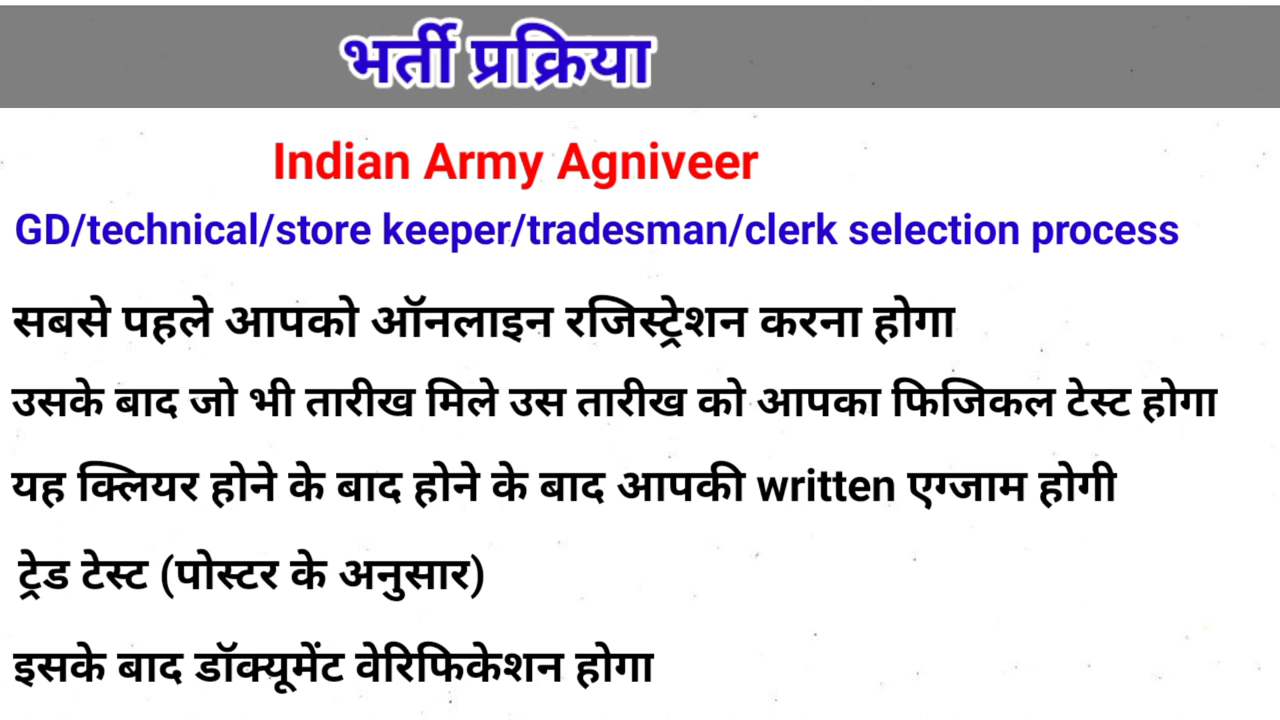 भर्ती प्रक्रिया
Indian Army Agniveer
GD/technical/store keeper/tradesman/clerk selection process
सबसे पहले आपको ऑनलाइन रजिस्ट्रेशन करना होगा
उसके बाद जो भी तारीख मिले उस तारीख को आपका फिजिकल टेस्ट होगा
यह क्लियर होने के बाद होने के बाद आपकी written एग्जाम होगी
ट्रेड टेस्ट (पोस्टर के अनुसार)
इसके बाद डॉक्यूमेंट वेरिफिकेशन होगा